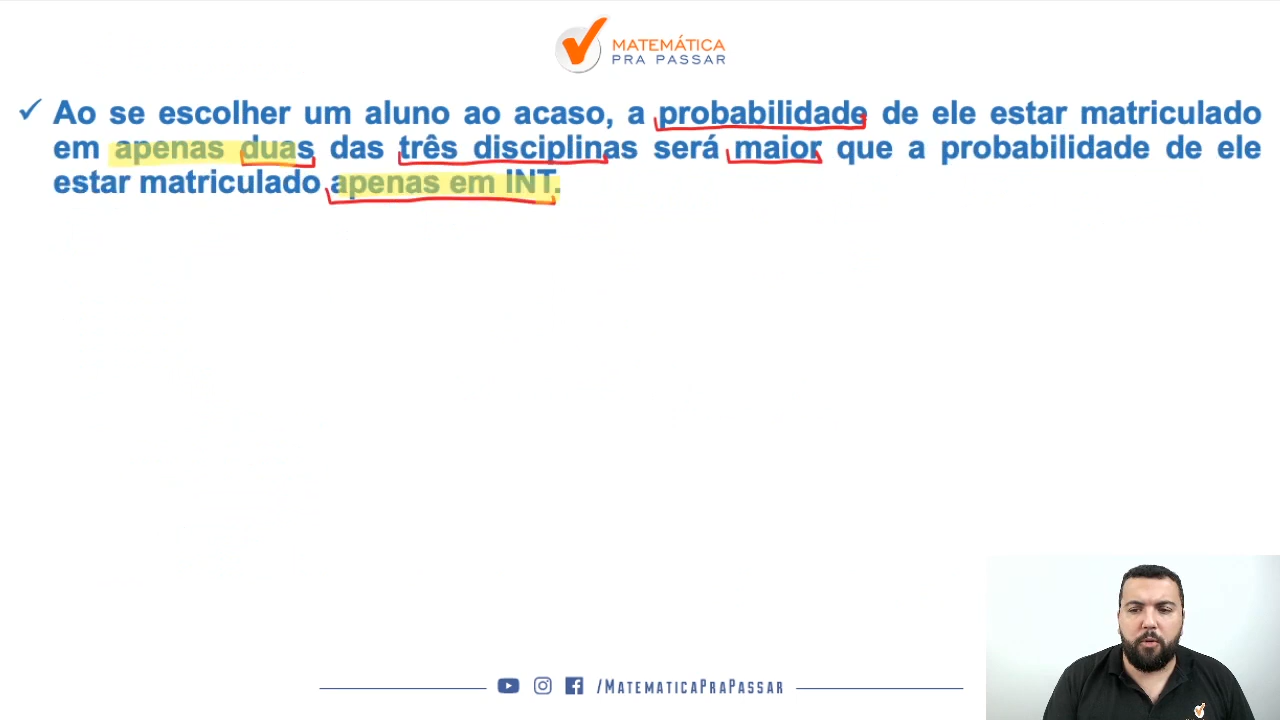 MATEMÁTICA
PRA PASSAR
Ao se escolher um aluno ao acaso, a probabilidade de ele estar matriculado
em apenas duas das três disciplinas será maior que a probabilidade de ele
estar matriculado apenas em INT.
/MATEMATICAPRAPASSAR